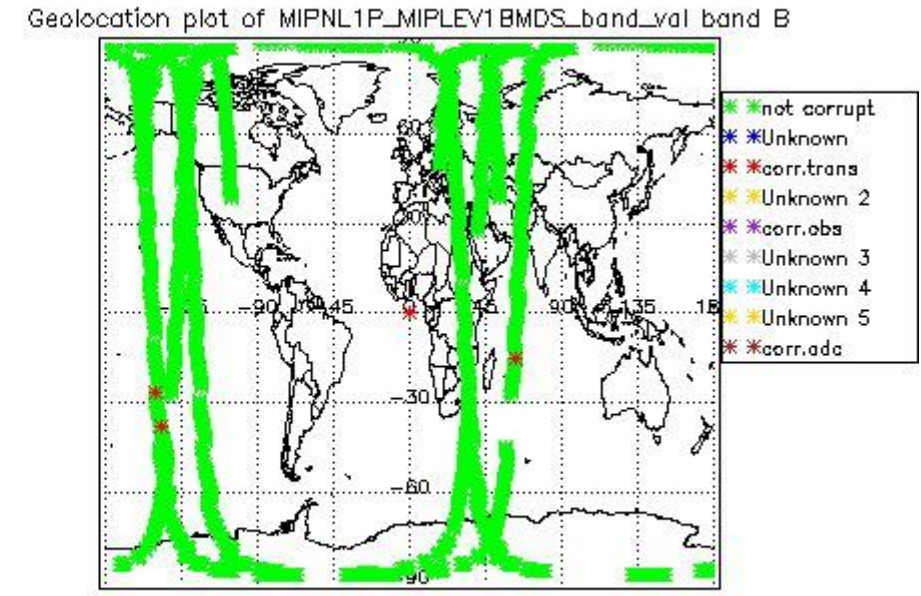 Geolocation plot of MIPNL1P_MIPLEV1BMDS_band_val band B
60
-90
-45
45
90
135
-30
-60
-90
* *not corrupt
* *Unknown
* *corr.trans
* *Unknown 2
* *corr.obs
* *Unknown 3
* *Unknown 4
* *Unknown 5
* *corr.adc